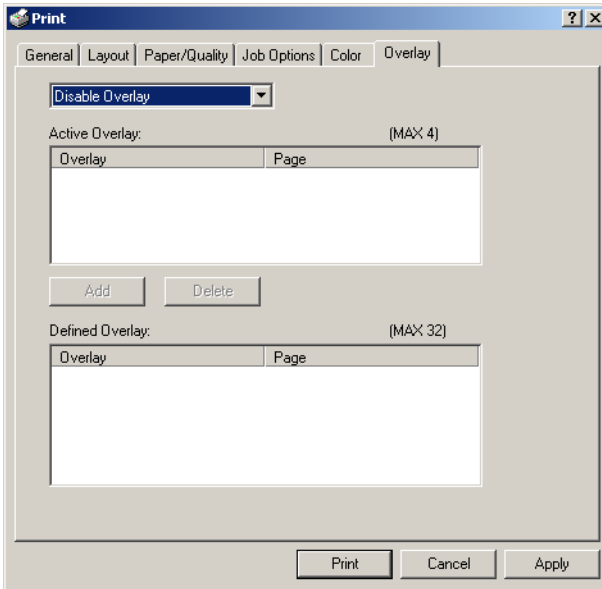 Print
General Layout Paper/Quality Job Options Color Overlay
Disable Overlay
Active Overlay: (MAX 4)
Overlay Page
Add Delete
Defined Overlay: (MAX 32)
Overlay Page
Print Cancel Apply